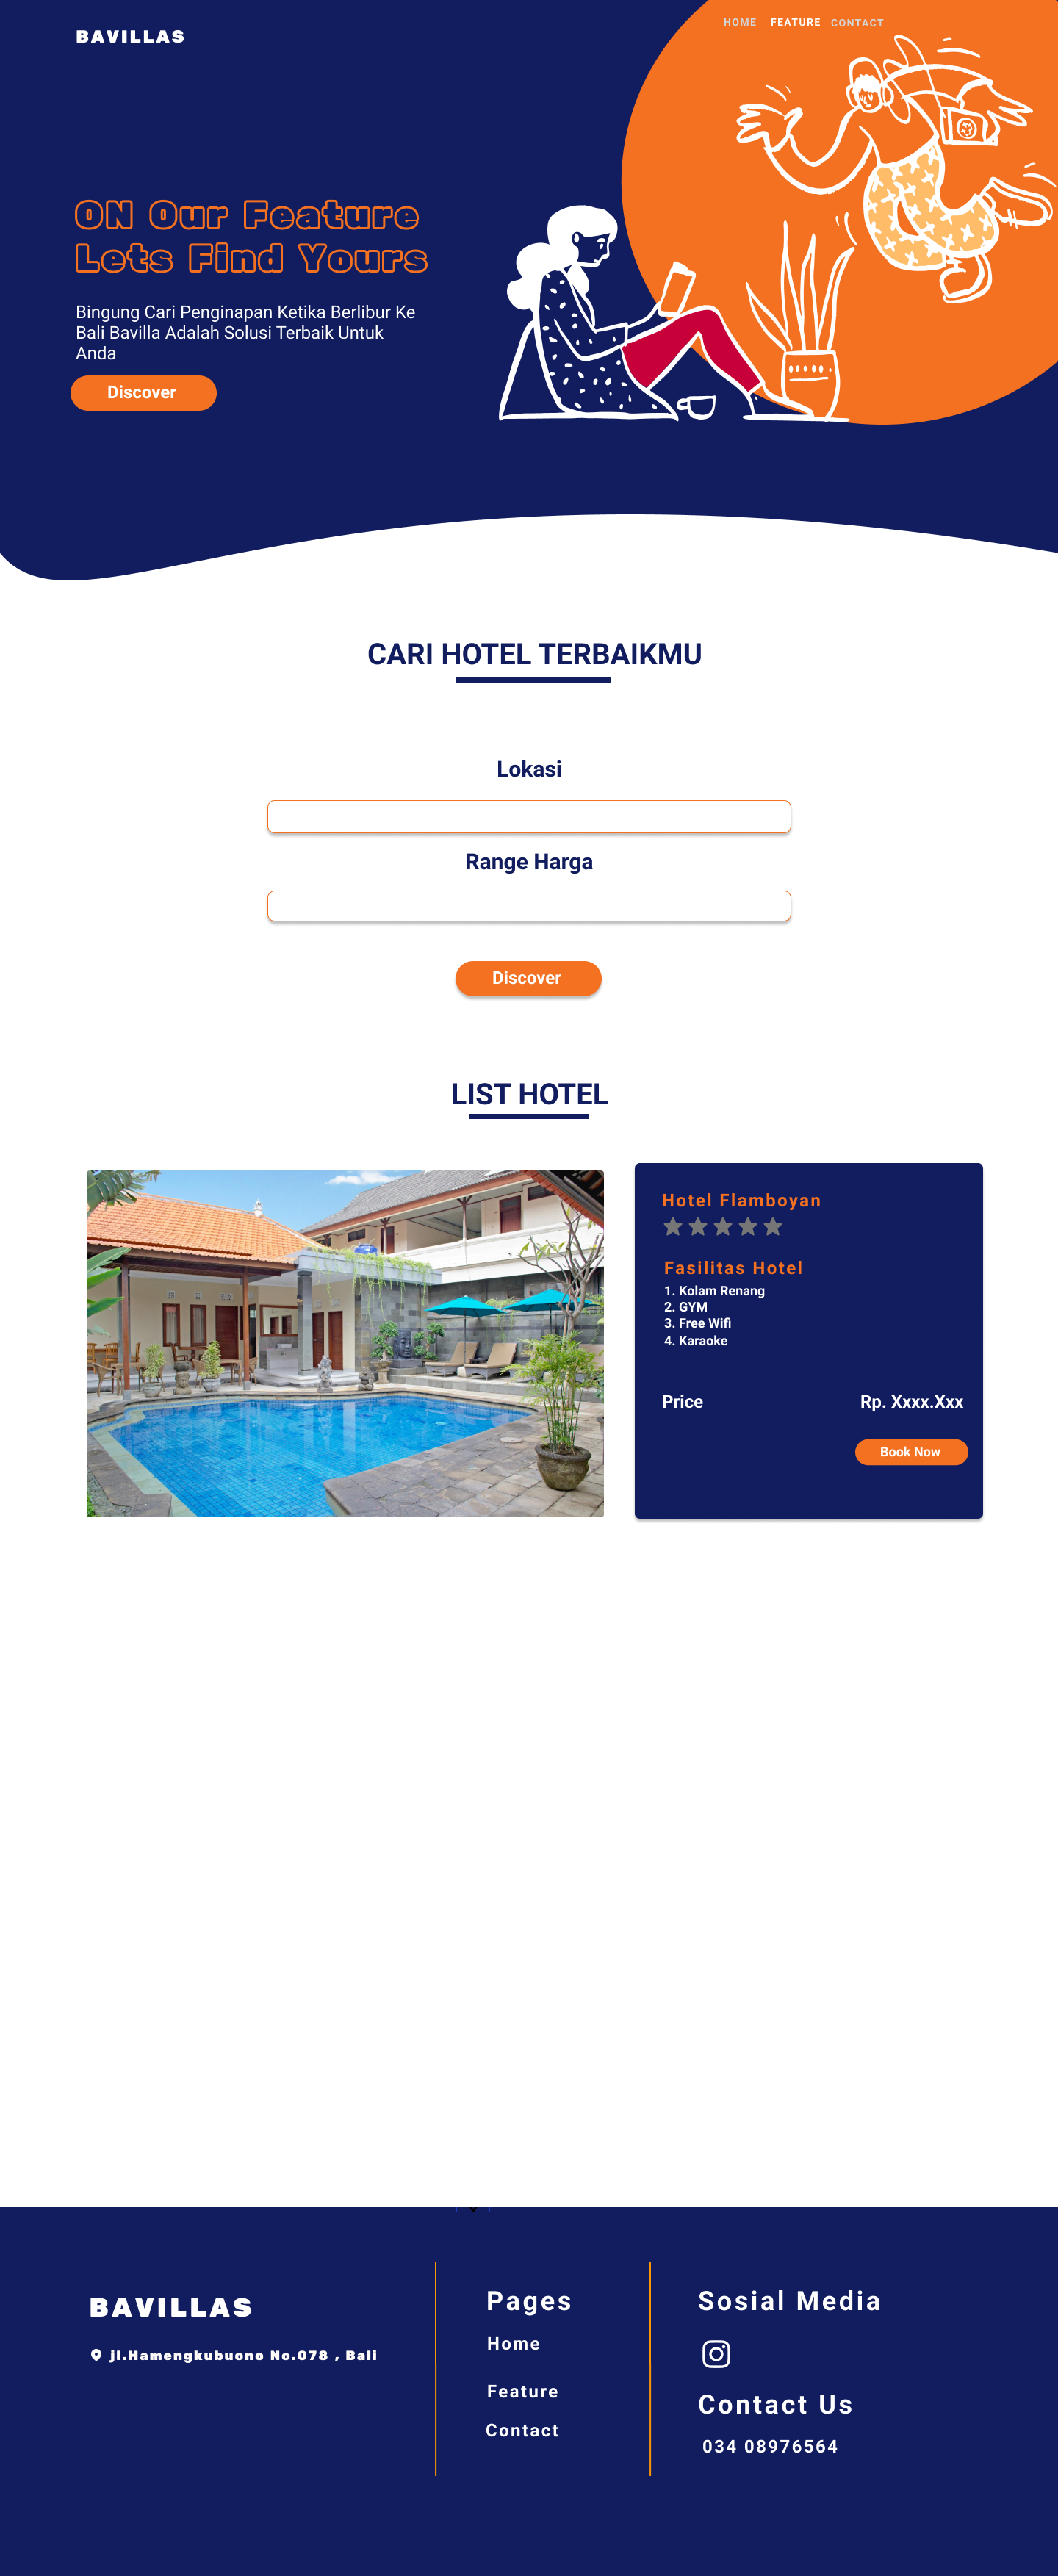 BAVILLAS
HOME FEATURE CONTACT
ON Our Feature
Lets Find Yours
Bingung Cari Penginapan Ketika Berlibur Ke
Bali Bavilla Adalah Solusi Terbaik Untuk
Anda
Discover
CARI HOTEL TERBAIKMU
Lokasi
Range Harga
Discover
LIST HOTEL
Hotel Flamboyan
Fasilitas Hotel
1. Kolam Renang
2. GYM
3. Free Wifi
4. Karaoke
Price Rp. Xxxx.Xxx
Book Now
BAVILLAS
jl.Hamengkubuono No.078 , Bali
Pages
Home
Feature
Contact
Sosial Media
Contact Us
034 08976564